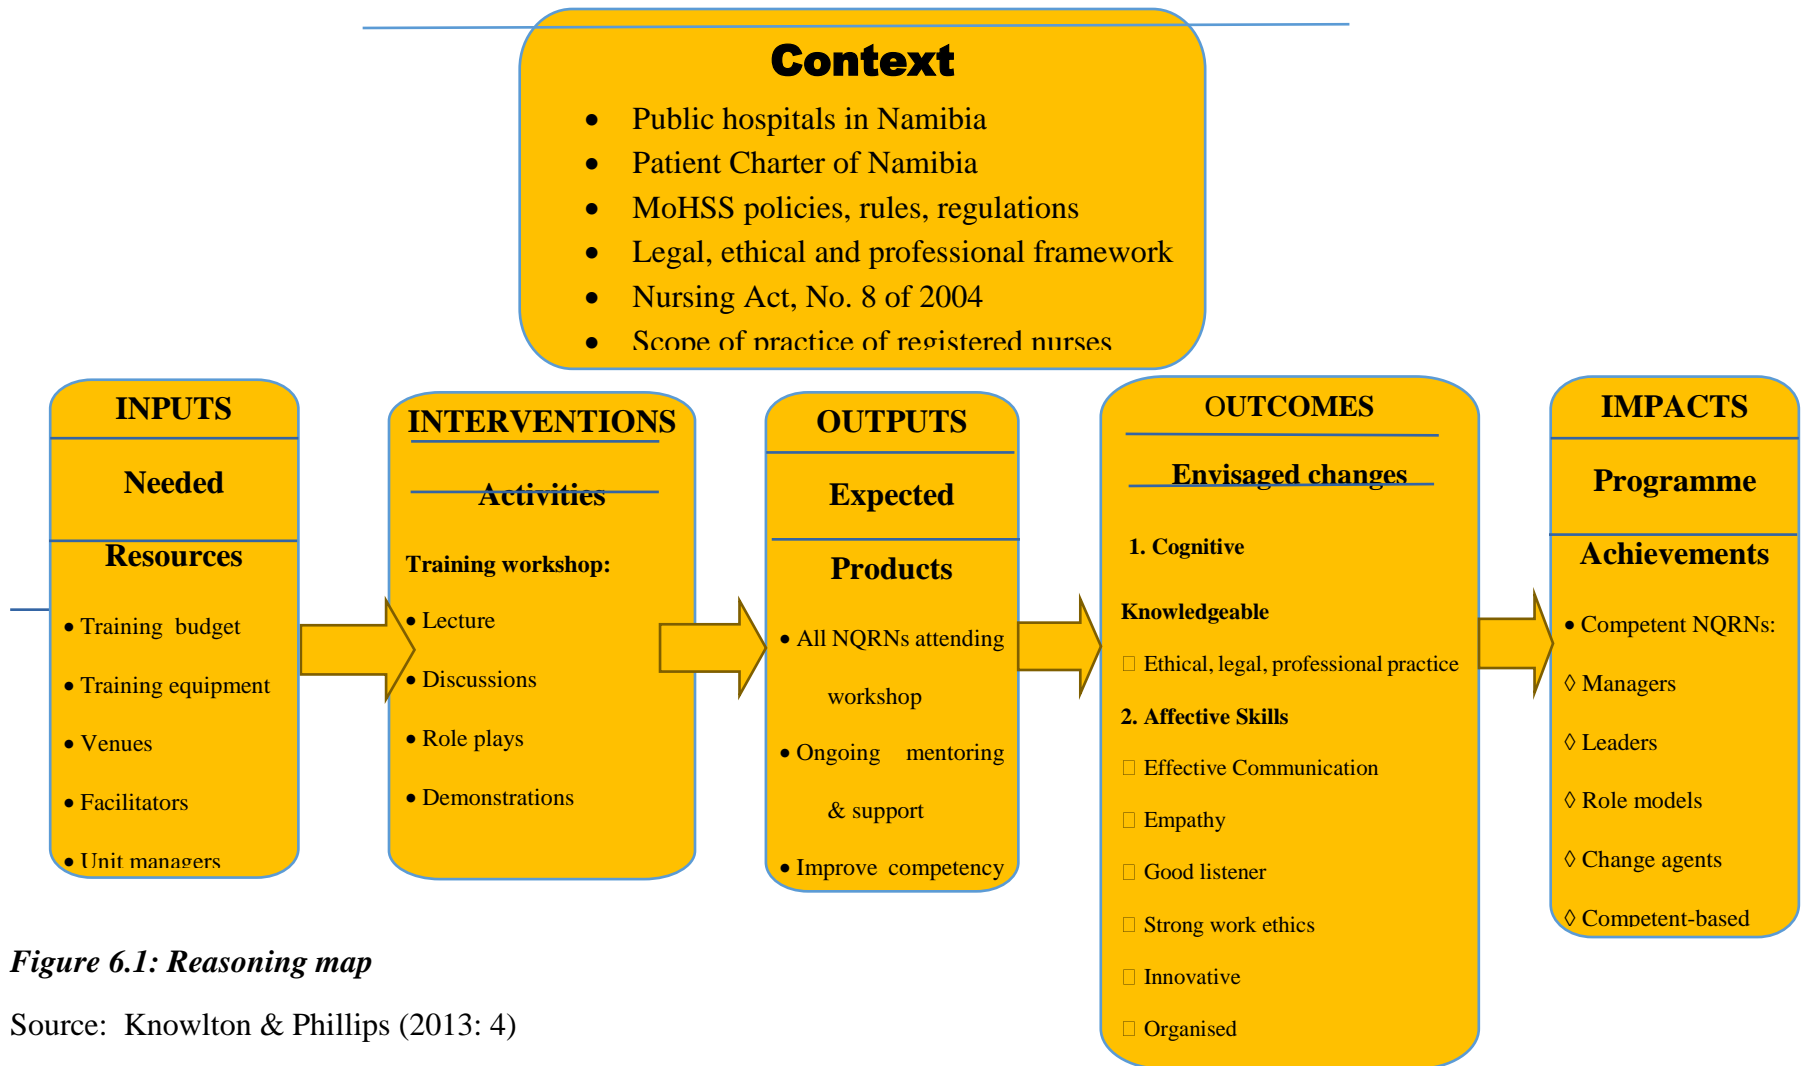 Context
• Public hospitals in Namibia
• Patient Charter of Namibia
• MoHSS policies, rules, regulations
• Legal, ethical and professional framework
• Nursing Act, No. 8 of 2004
• Scope of practice of registered nurses
INPUTS
Needed
Resources
• Training budget
• Training equipment
• Venues
• Facilitators
• Unit managers
INTERVENTIONS
Activities
Training workshop:
• Lecture
• Discussions
• Role plays
• Demonstrations
OUTPUTS
Expected
Products
• All NQRNs attending
workshop
• Ongoing mentoring
& support
• Improve competency
OUTCOMES
Envisaged changes
1. Cognitive
Knowledgeable
□ Ethical, legal, professional practice
2. Affective Skills
□ Effective Communication
□ Empathy
□ Good listener
□ Strong work ethics
□ Innovative
□ Organised
IMPACTS
Programme
Achievements
• Competent NQRNs:
◊ Managers
◊ Leaders
◊ Role models
◊ Change agents
◊ Competent-based
Figure 6.1: Reasoning map
Source: Knowlton & Phillips (2013: 4)